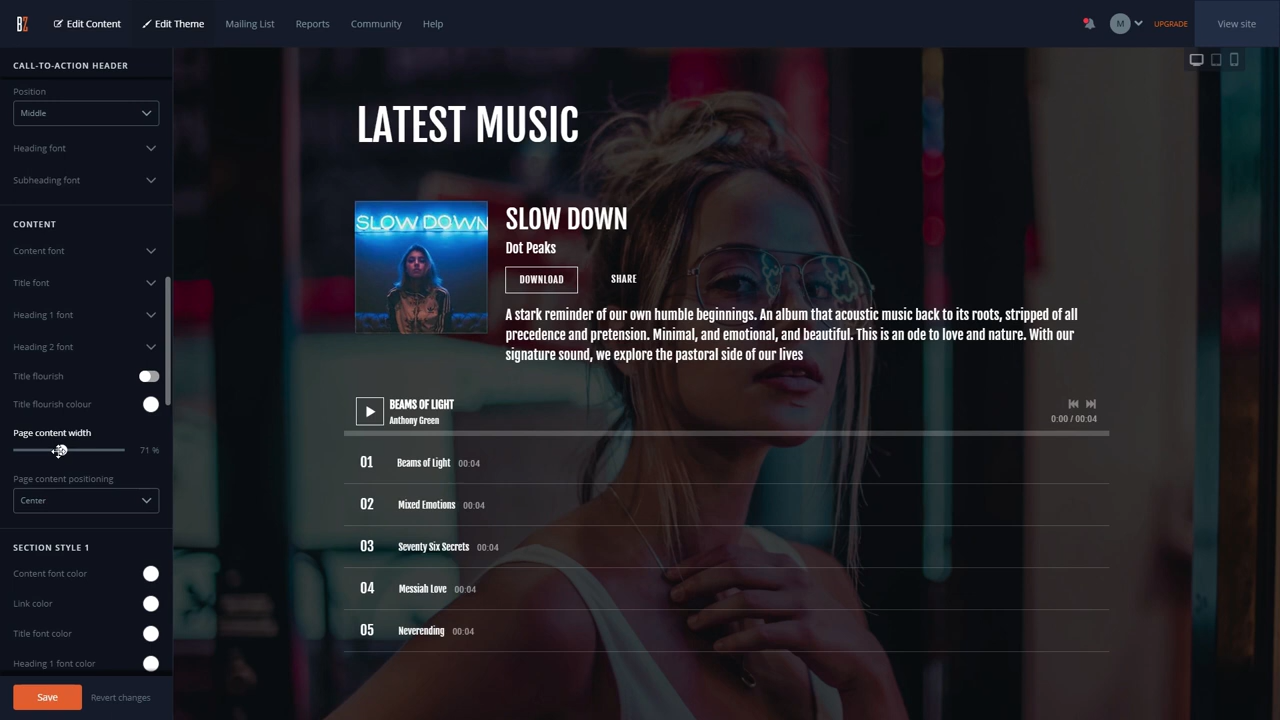 BZ
Edit Content
Edit Theme
Mailing List
Reports
Community
Help
M
UPGRADE
View site
CALL-TO-ACTION HEADER
Position
Middle
Heading font
Subheading font
CONTENT
Content font
Title font
Heading 1 font
Heading 2 font
Title flourish
Title flourish colour
Page content width
71 %
Page content positioning
Center
SECTION STYLE 1
Content font color
Link color
Title font color
Heading 1 font color
Save
Revert changes
LATEST MUSIC
SLOW DOWN
SLOW DOWN
Dot Peaks
DOWNLOAD
SHARE
A stark reminder of our own humble beginnings. An album that acoustic music back to its roots, stripped of all
precedence and pretension. Minimal, and emotional, and beautiful. This is an ode to love and nature. With our
signature sound, we explore the pastoral side of our lives
BEAMS OF LIGHT
Anthony Green
0:00 / 00:04
01 Beams of Light 00:04
02 Mixed Emotions 00:04
03 Seventy Six Secrets 00:04
04 Messiah Love 00:04
05 Neverending 00:04